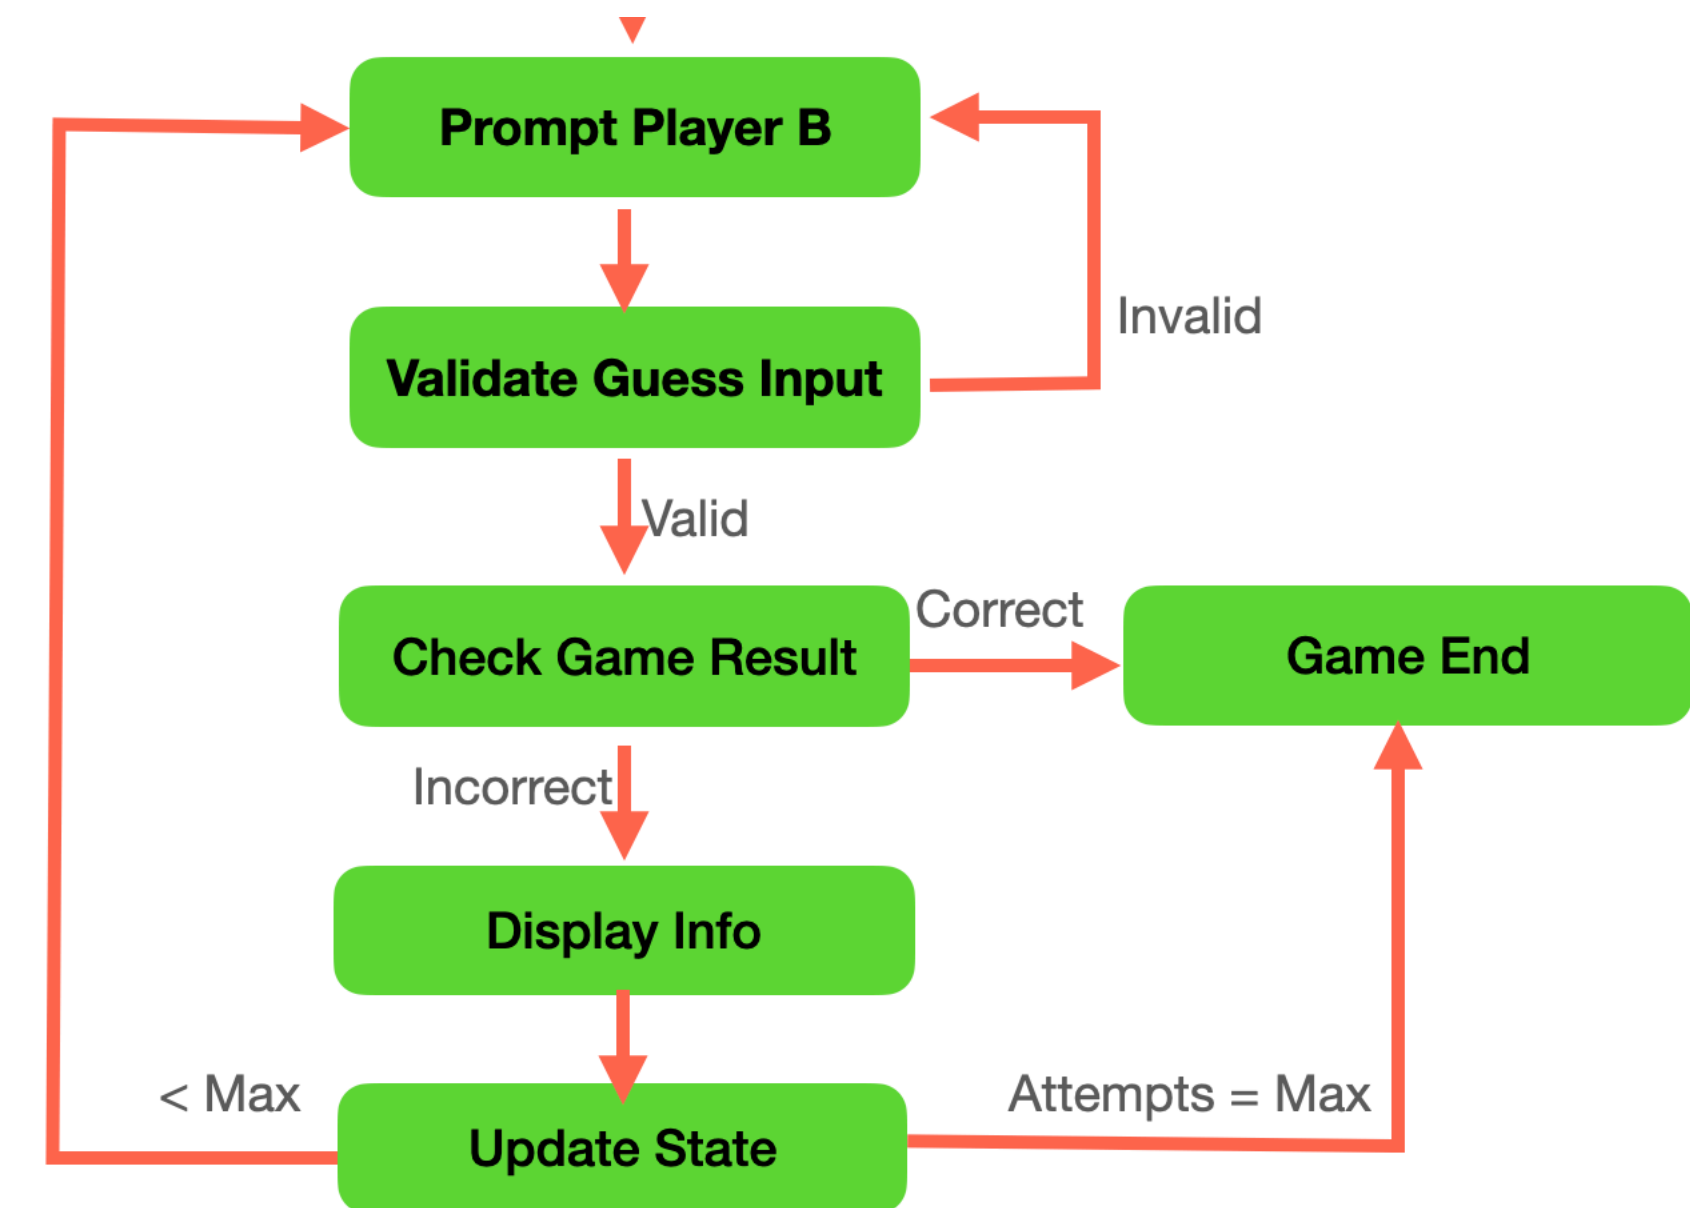 Prompt Player B
Invalid
Validate Guess Input
Valid
Correct
Check Game Result
Game End
Incorrect
Display Info
< Max
Attempts = Max
Update State